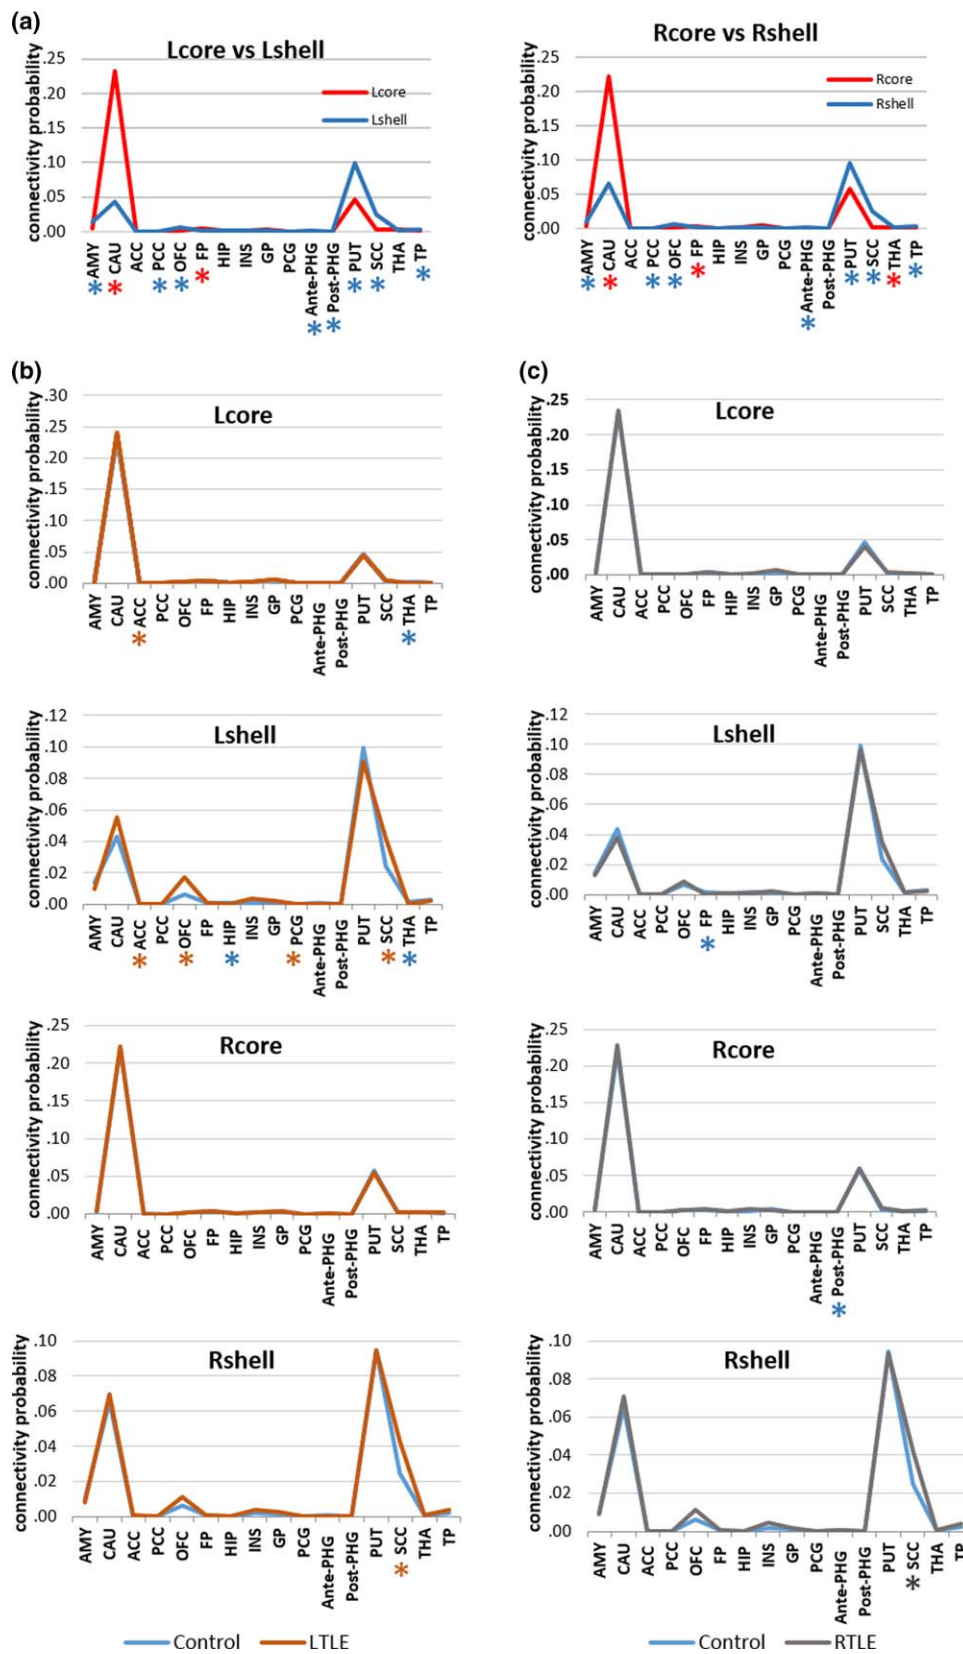 (a)
Lcore vs Lshell
connectivity probability
.25
.20
.15
.10
.05
.00
Lcore
Lshell
*AMY CAU ACC PCC OFC FP HIP INS GP PCG Ante-PHG Post-PHG PUT SCC THA TP
* * * * * * * * * *
Rcore vs Rshell
connectivity probability
.25
.20
.15
.10
.05
.00
Rcore
Rshell
AMY CAU ACC PCC OFC FP HIP INS GP PCG Ante-PHG Post-PHG PUT SCC THA TP
* * * * * * * * * *
(b)
Lcore
connectivity probability
.30
.25
.20
.15
.10
.05
.00
AMY CAU ACC PCC OFC FP HIP INS GP PCG Ante-PHG Post-PHG PUT SCC THA TP
* *
Lshell
connectivity probability
.12
.10
.08
.06
.04
.02
.00
AMY CAU ACC PCC OFC FP HIP INS GP PCG Ante-PHG Post-PHG PUT SCC THA TP
* * * * * *
Rcore
connectivity probability
.25
.20
.15
.10
.05
.00
AMY CAU ACC PCC OFC FP HIP INS GP PCG Ante-PHG Post-PHG PUT SCC THA TP
Rshell
connectivity probability
.10
.08
.06
.04
.02
.00
AMY CAU ACC PCC OFC FP HIP INS GP PCG Ante-PHG Post-PHG PUT SCC THA TP
*
Control LTLE
(c)
Lcore
connectivity probability
.25
.20
.15
.10
.05
.00
AMY CAU ACC PCC OFC FP HIP INS GP PCG Ante-PHG Post-PHG PUT SCC THA TP
Lshell
connectivity probability
.12
.10
.08
.06
.04
.02
.00
AMY CAU ACC PCC OFC FP HIP INS GP PCG Ante-PHG Post-PHG PUT SCC THA TP
*
Rcore
connectivity probability
.25
.20
.15
.10
.05
.00
AMY CAU ACC PCC OFC FP HIP INS GP PCG Ante-PHG Post-PHG PUT SCC THA TP
*
Rshell
connectivity probability
.10
.08
.06
.04
.02
.00
AMY CAU ACC PCC OFC FP HIP INS GP PCG Ante-PHG Post-PHG PUT SCC THA TP
*
Control RTLE